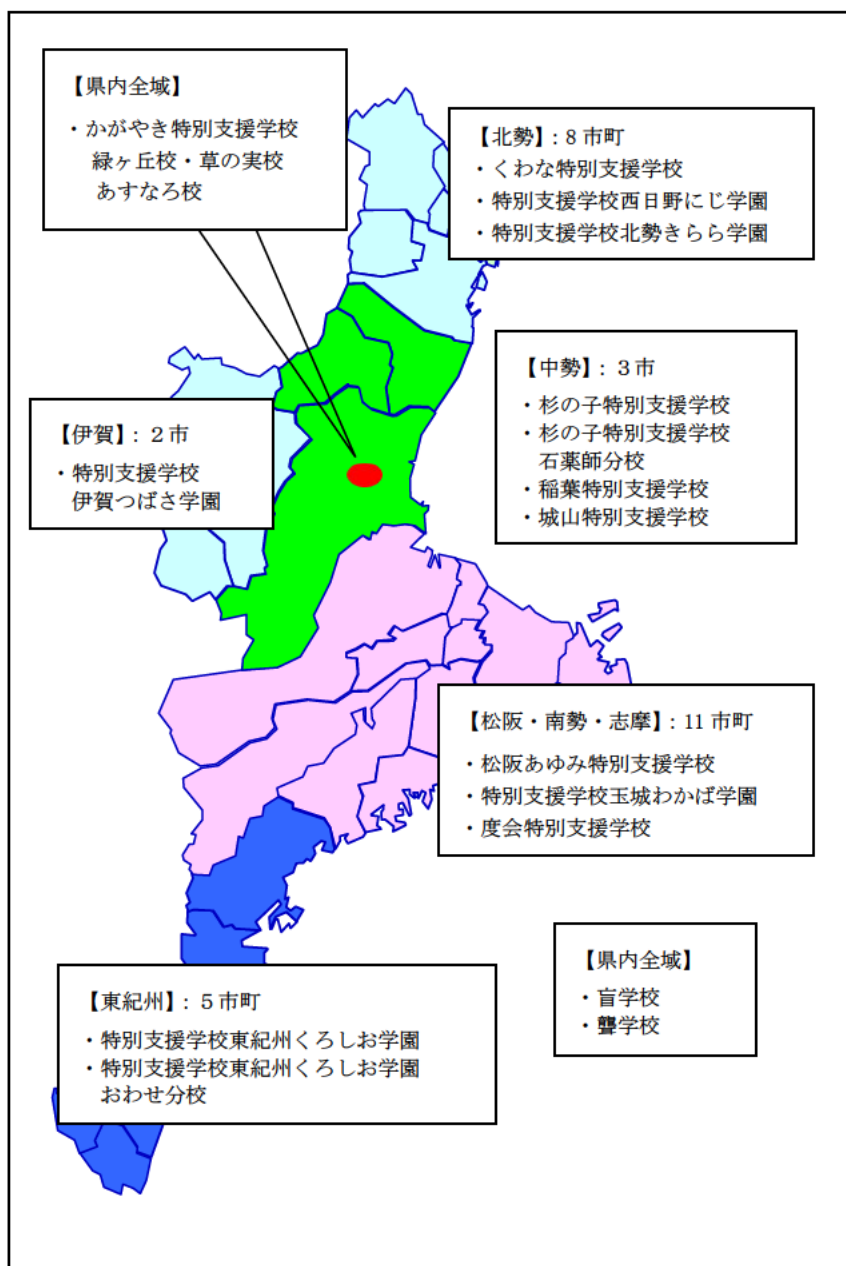 【県内全域】
・かがやき特別支援学校
緑ヶ丘校・草の実校
あすなろ校
【北勢】：8市町
・くわな特別支援学校
・特別支援学校西日野にじ学園
・特別支援学校北勢きらら学園
【中勢】：３市
・杉の子特別支援学校
・杉の子特別支援学校
石薬師分校
・稲葉特別支援学校
・城山特別支援学校
【伊賀】：２市
・特別支援学校
伊賀つばさ学園
【松阪・南勢・志摩】：11市町
・松阪あゆみ特別支援学校
・特別支援学校玉城わかば学園
・度会特別支援学校
【県内全域】
・盲学校
・聾学校
【東紀州】：５市町
・特別支援学校東紀州くろしお学園
・特別支援学校東紀州くろしお学園
おわせ分校